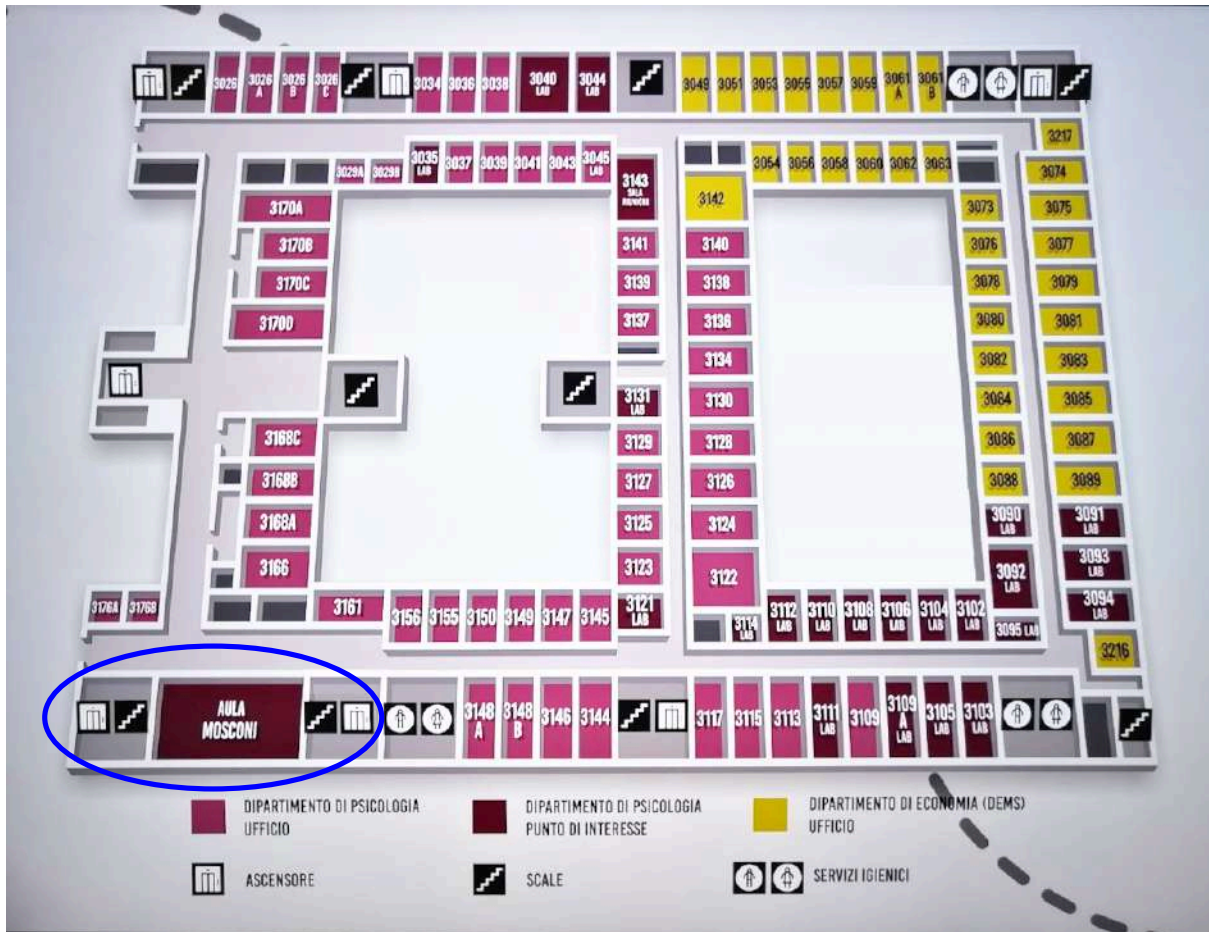 3026
3026
A
3026
B
3026
C
3034
3036
3038
3040
LAB
3044
LAB
3049
3051
3053
3055
3057
3059
3061
A
3061
B
3217
3029A
3029B
3035
LAB
3037
3039
3041
3043
3045
LAB
3143
SALA
RIUNIONI
3054
3056
3058
3060
3062
3063
3074
3170A
3142
3073
3075
3170B
3141
3140
3076
3077
3170C
3139
3138
3078
3079
3170D
3137
3136
3080
3081
3134
3082
3083
3131
LAB
3130
3084
3085
3168C
3129
3128
3086
3087
3168B
3127
3126
3088
3089
3168A
3125
3124
3090
LAB
3091
LAB
3166
3123
3122
3092
LAB
3093
LAB
3176A
3176B
3161
3156
3155
3150
3149
3147
3145
3121
LAB
3114
LAB
3112
LAB
3110
LAB
3108
LAB
3106
LAB
3104
LAB
3102
LAB
3095 LAB
3094
LAB
3216
AULA
MOSCONI
3148
A
3148
B
3146
3144
3117
3115
3113
3111
LAB
3109
3109
A
LAB
3105
LAB
3103
LAB
DIPARTIMENTO DI PSICOLOGIA
UFFICIO
DIPARTIMENTO DI PSICOLOGIA
PUNTO DI INTERESSE
DIPARTIMENTO DI ECONOMIA (DEMS)
UFFICIO
ASCENSORE
SCALE
SERVIZI IGIENICI